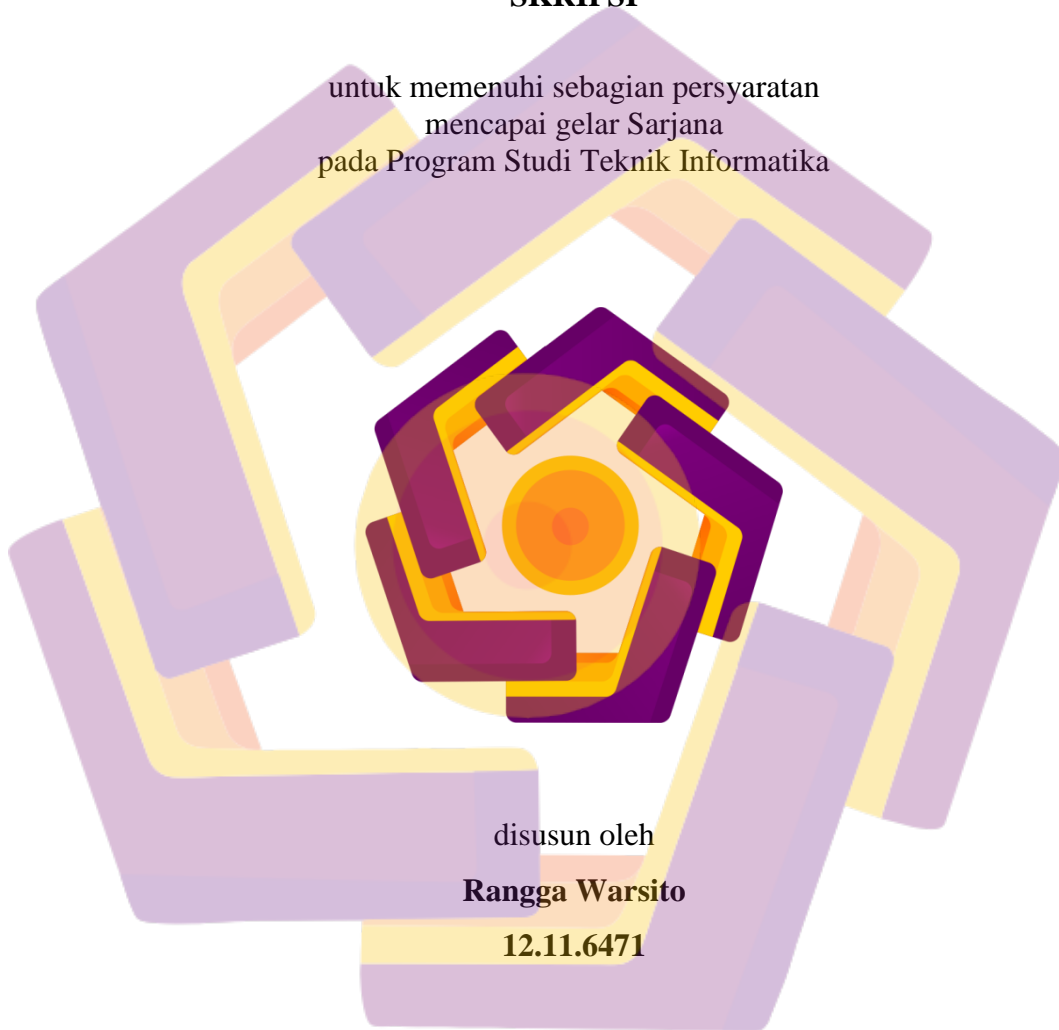 SKRIPSI
untuk memenuhi sebagian persyaratan
mencapai gelar Sarjana
pada Program Studi Teknik Informatika
disusun oleh
Rangga Warsito
12.11.6471